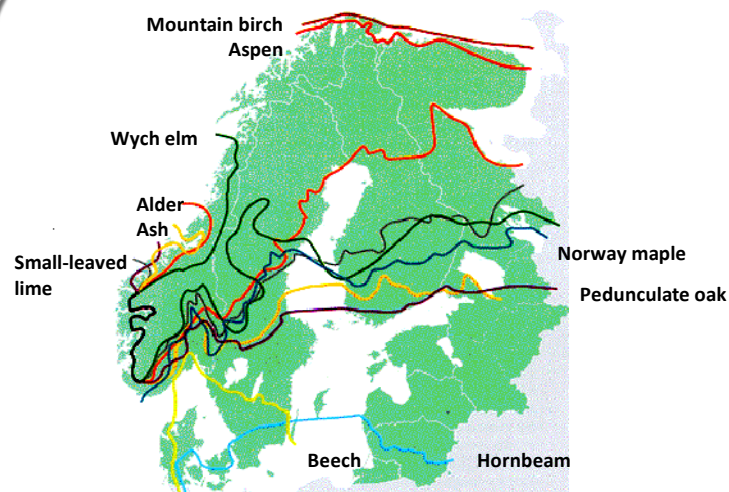 Mountain birch
Aspen
Wych elm
Alder
Ash
Small-leaved
lime
Norway maple
Pedunculate oak
Beech
Hornbeam